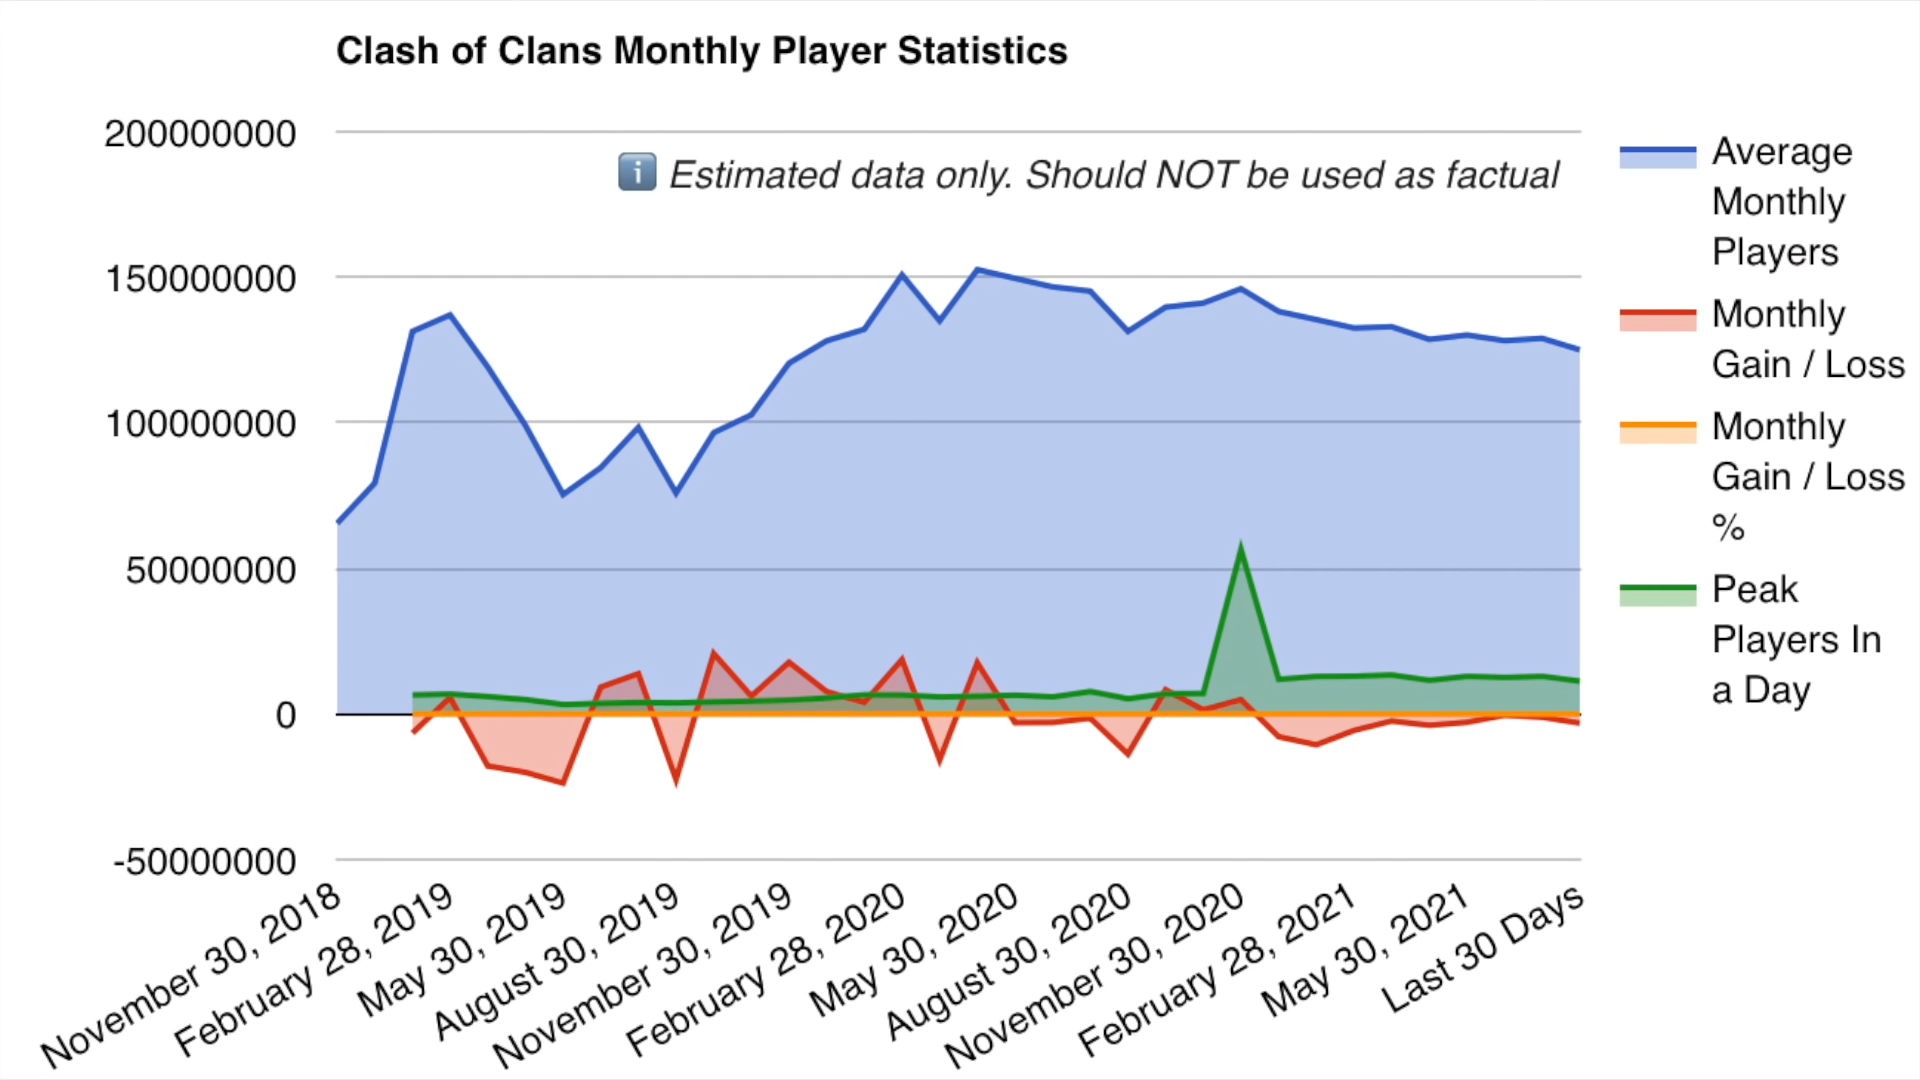 Clash of Clans Monthly Player Statistics
200000000
150000000
100000000
50000000
0
-50000000
i Estimated data only. Should NOT be used as factual
Average
Monthly
Players
Monthly
Gain / Loss
Monthly
Gain / Loss
%
Peak
Players In
a Day
November 30, 2018
February 28, 2019
May 30, 2019
August 30, 2019
November 30, 2019
February 28, 2020
May 30, 2020
August 30, 2020
November 30, 2020
February 28, 2021
May 30, 2021
Last 30 Days